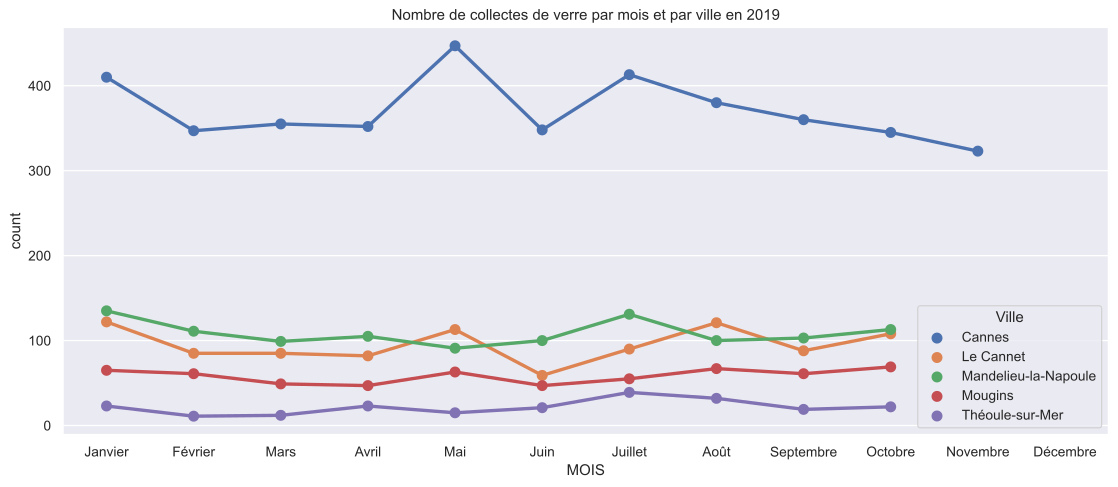 Nombre de collectes de verre par mois et par ville en 2019
count
400
300
200
100
0
Janvier Février Mars Avril Mai Juin Juillet Août Septembre Octobre Novembre Décembre
MOIS
Ville
Cannes
Le Cannet
Mandelieu-la-Napoule
Mougins
Théoule-sur-Mer